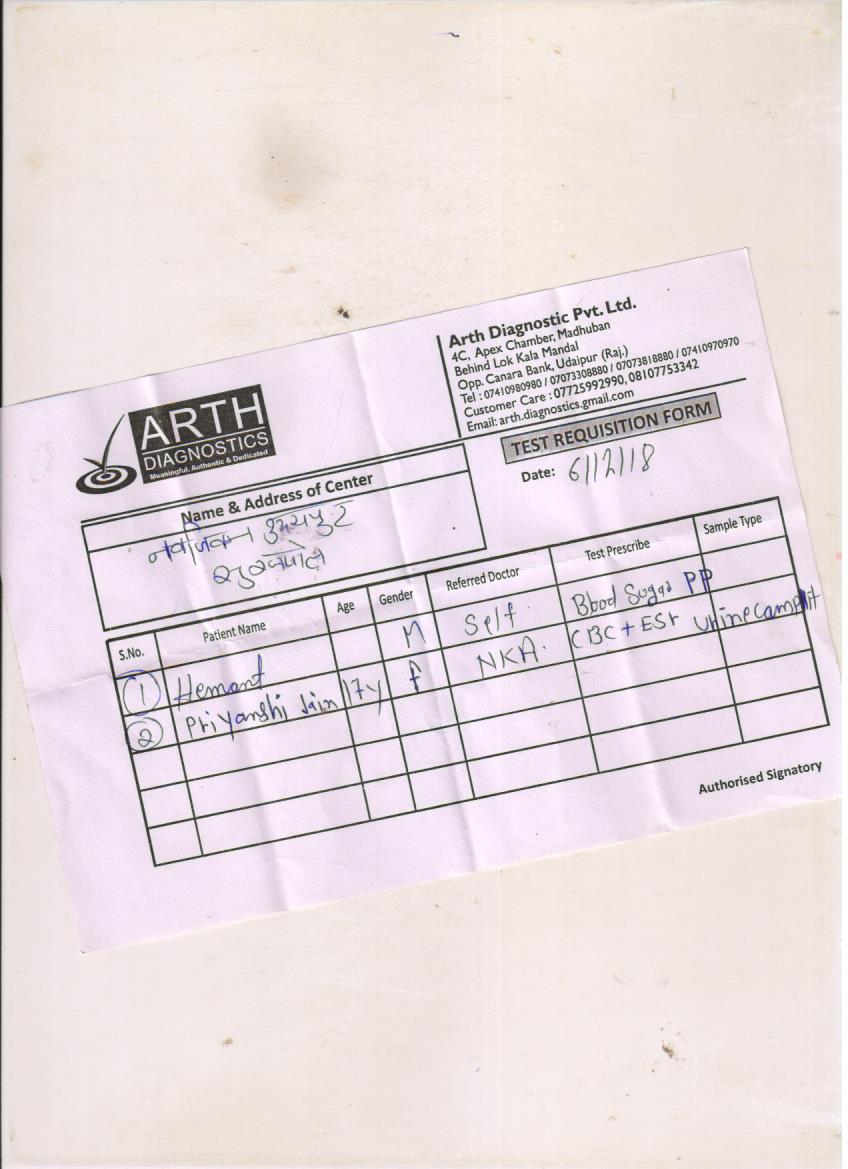 ARTH
DIAGNOSTICS
Meaningful, Authentic & Dedicated
Arth Diagnostic Pvt. Ltd.
4C, Apex Chamber, Madhuban
Behind Lok Kala Mandal
Opp. Canara Bank, Udaipur (Raj.)
Tel : 07410980980 / 07073308880 / 07073818880 / 07410970970
Customer Care : 07725992990, 08107753342
Email: arth.diagnostics.gmail.com
TEST REQUISITION FORM
Date: 6/12/18
Name & Address of Center
उदयपुर
S.No. Patient Name Age Gender Referred Doctor Test Prescribe Sample Type
1 Hemant M Self. Blood Sugar PP
2 Priyanshi Jain 17y f NKA. CBC + ESr Urine Complit
Authorised Signatory